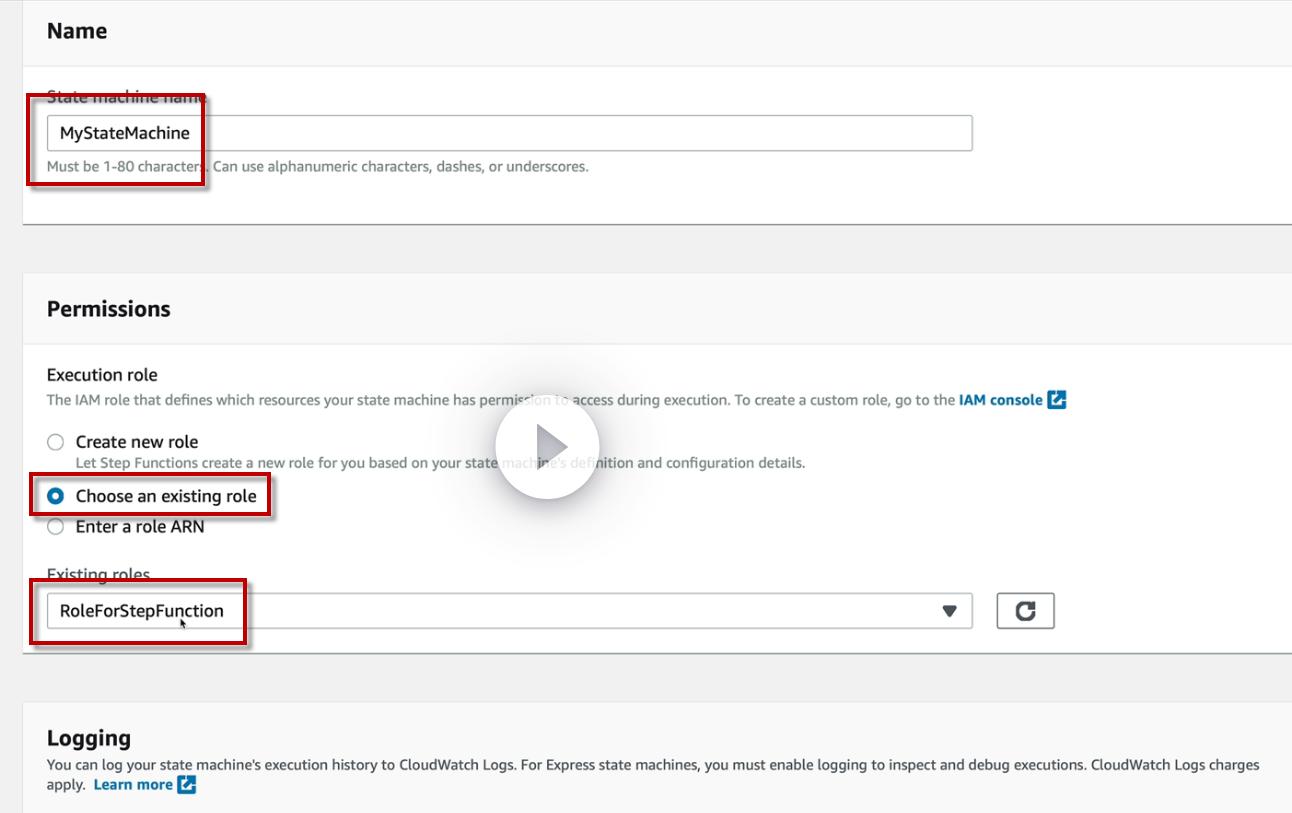 Name
State machine name
MyStateMachine
Must be 1-80 characters. Can use alphanumeric characters, dashes, or underscores.
Permissions
Execution role
The IAM role that defines which resources your state machine has permission to access during execution. To create a custom role, go to the IAM console
Create new role
Let Step Functions create a new role for you based on your state machine's definition and configuration details.
Choose an existing role
Enter a role ARN
Existing roles
RoleForStepFunction
Logging
You can log your state machine's execution history to CloudWatch Logs. For Express state machines, you must enable logging to inspect and debug executions. CloudWatch Logs charges
apply. Learn more